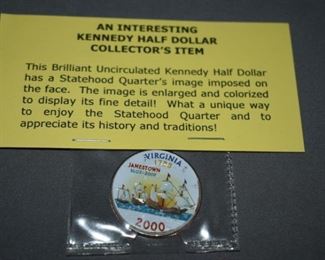 AN INTERESTING
KENNEDY HALF DOLLAR
COLLECTOR'S ITEM
This Brilliant Uncirculated Kennedy Half Dollar
has a Statehood Quarter's image imposed on
the face. The image is enlarged and colorized
to display its fine detail! What a unique way
to enjoy the Statehood Quarter and to
appreciate its history and traditions!
VIRGINIA
1788
JAMESTOWN
1607-2007
2000